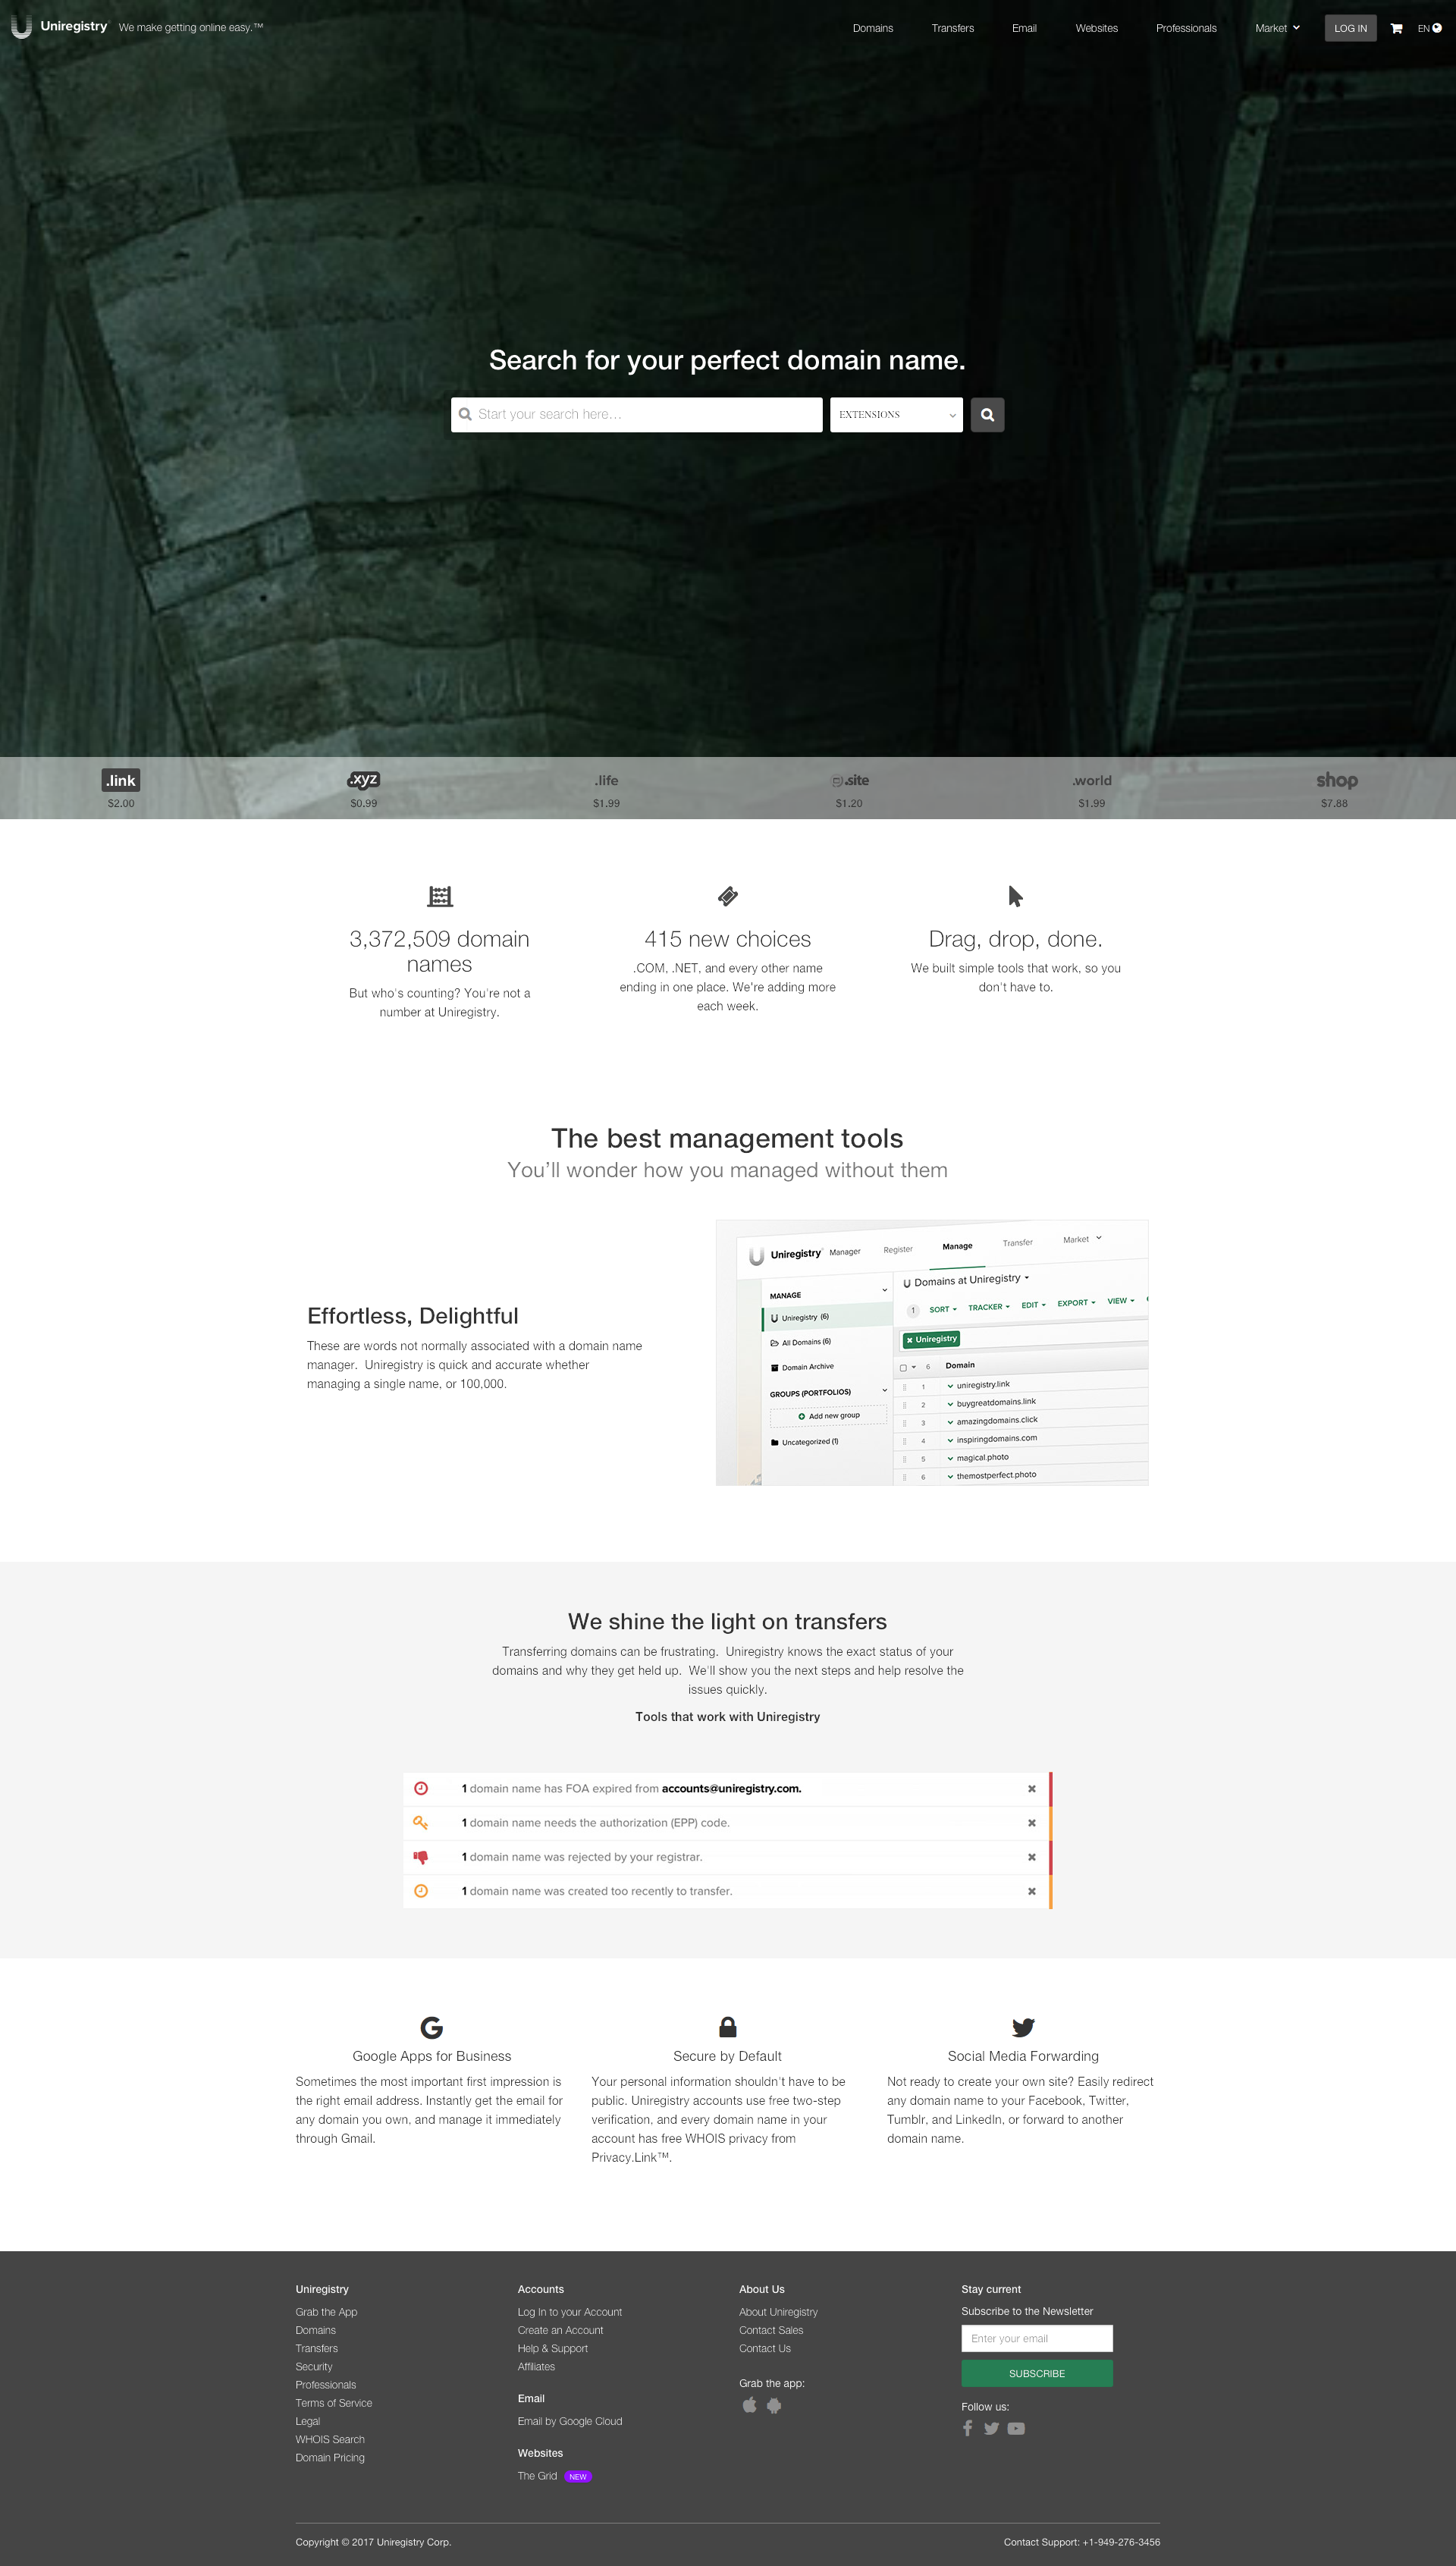 Uniregistry We make getting online easy.™ Domains Transfers Email Websites Professionals Market LOG IN EN
Search for your perfect domain name.
Start your search here... EXTENSIONS
.link .xyz .life .site .world shop
$2.00 $0.99 $1.99 $1.20 $1.99 $7.88
3,372,509 domain
names
But who's counting? You're not a
number at Uniregistry.
415 new choices
.COM, .NET, and every other name
ending in one place. We're adding more
each week.
Drag, drop, done.
We built simple tools that work, so you
don't have to.
The best management tools
You'll wonder how you managed without them
Effortless, Delightful
These are words not normally associated with a domain name
manager. Uniregistry is quick and accurate whether
managing a single name, or 100,000.
Uniregistry Manager Register Manage Transfer Market
MANAGE
Uniregistry (6)
All Domains (6)
Domain Archive
GROUPS (PORTFOLIOS)
Add new group
Uncategorized (1)
Domains at Uniregistry
1 SORT TRACKER EDIT EXPORT VIEW
Uniregistry
6 Domain
1 uniregistry.link
2 buygreatdomains.link
3 amazingdomains.click
4 inspiringdomains.com
5 magical.photo
6 themostperfect.photo
We shine the light on transfers
Transferring domains can be frustrating. Uniregistry knows the exact status of your
domains and why they get held up. We'll show you the next steps and help resolve the
issues quickly.
Tools that work with Uniregistry
1 domain name has FOA expired from accounts@uniregistry.com.
1 domain name needs the authorization (EPP) code.
1 domain name was rejected by your registrar.
1 domain name was created too recently to transfer.
Google Apps for Business
Sometimes the most important first impression is
the right email address. Instantly get the email for
any domain you own, and manage it immediately
through Gmail.
Secure by Default
Your personal information shouldn't have to be
public. Uniregistry accounts use free two-step
verification, and every domain name in your
account has free WHOIS privacy from
Privacy.Link™.
Social Media Forwarding
Not ready to create your own site? Easily redirect
any domain name to your Facebook, Twitter,
Tumblr, and LinkedIn, or forward to another
domain name.
Uniregistry
Grab the App
Domains
Transfers
Security
Professionals
Terms of Service
Legal
WHOIS Search
Domain Pricing
Accounts
Log In to your Account
Create an Account
Help & Support
Affiliates
Email
Email by Google Cloud
Websites
The Grid NEW
About Us
About Uniregistry
Contact Sales
Contact Us
Grab the app:
Stay current
Subscribe to the Newsletter
Enter your email
SUBSCRIBE
Follow us:
Copyright © 2017 Uniregistry Corp. Contact Support: +1-949-276-3456